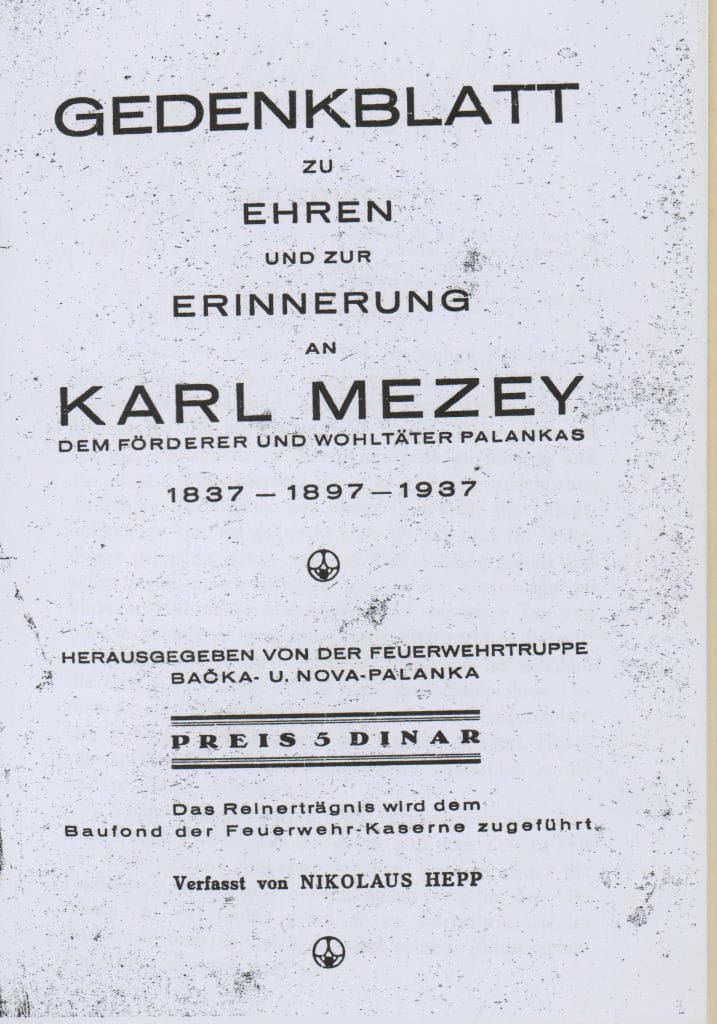 GEDENKBLATT
ZU
EHREN
UND ZUR
ERINNERUNG
AN
KARL MEZEY
DEM FÖRDERER UND WOHLTÄTER PALANKAS
1837 — 1897 — 1937
HERAUSGEGEBEN VON DER FEUERWEHRTRUPPE
BAČKA- U. NOVA-PALANKA
PREIS 5 DINAR
Das Reinerträgnis wird dem
Baufond der Feuerwehr-Kaserne zugeführt.
Verfasst von NIKOLAUS HEPP